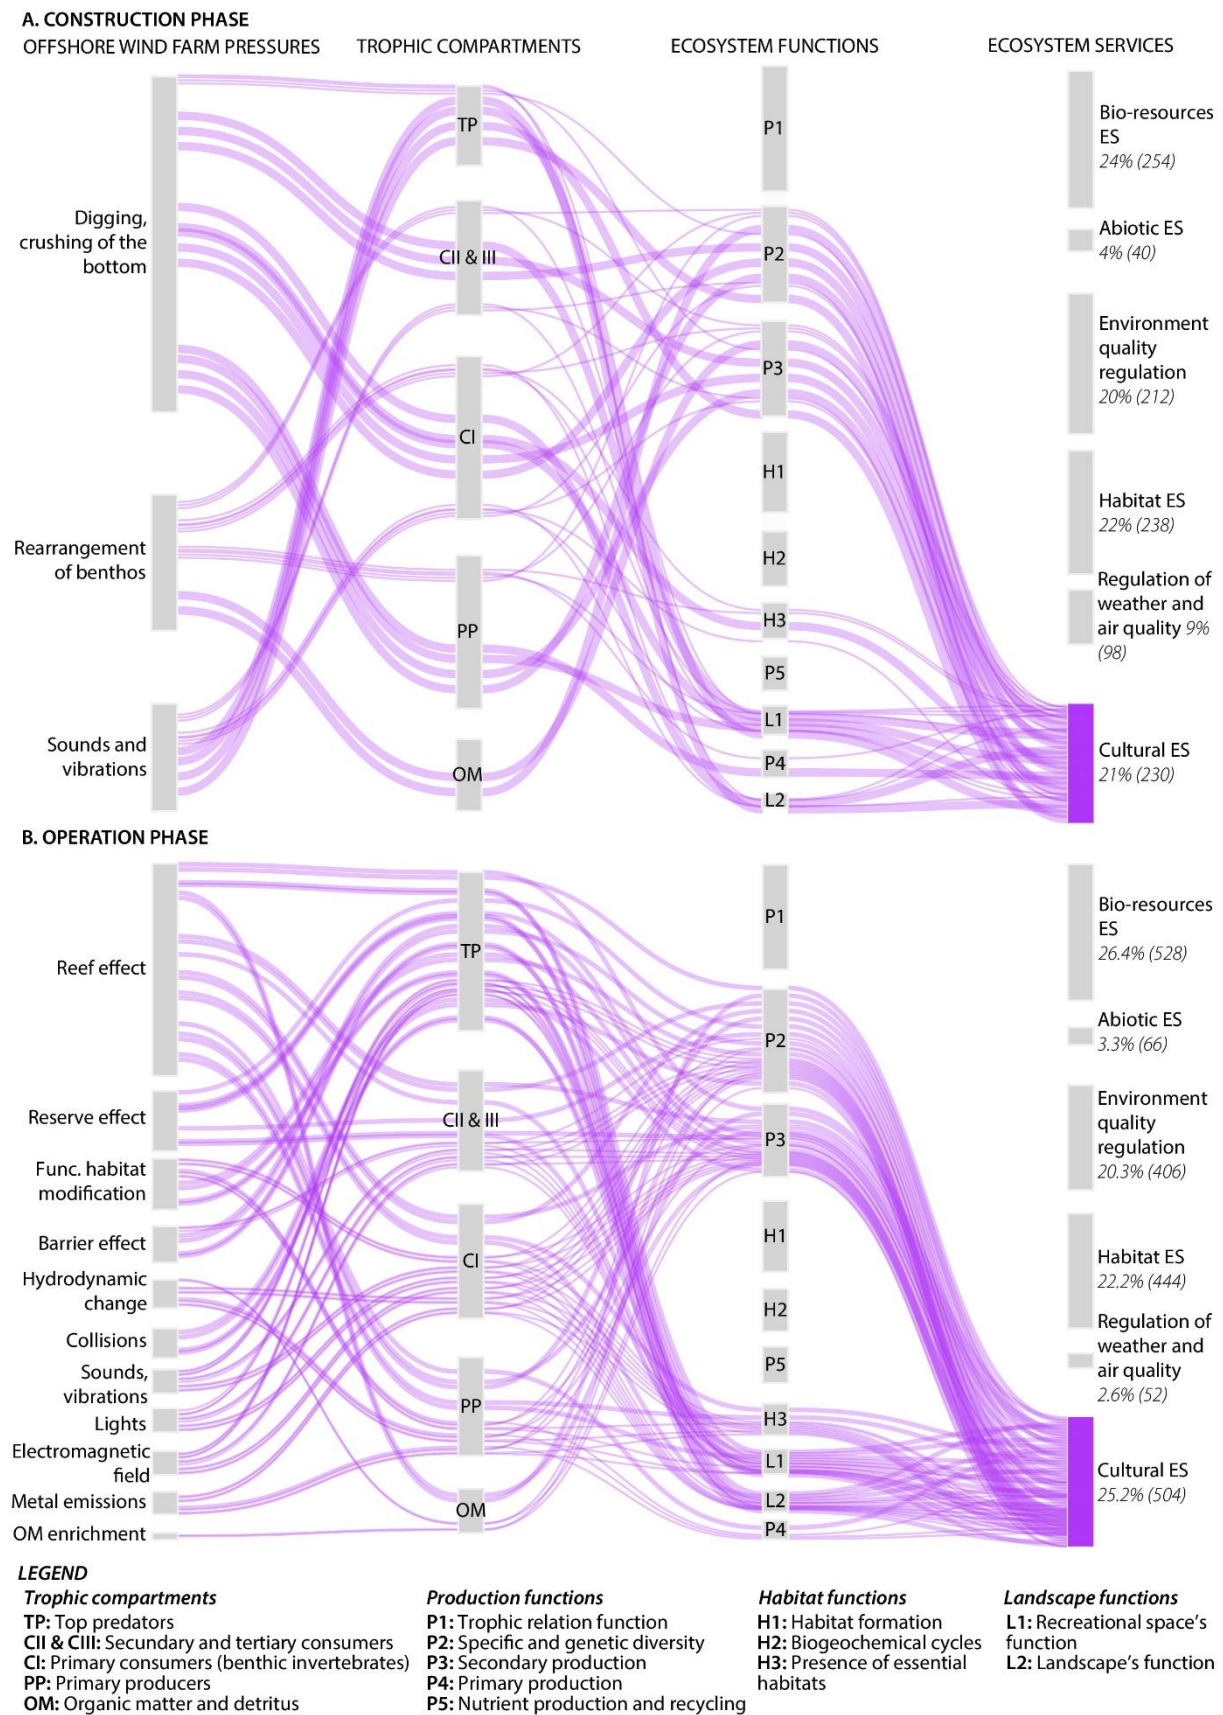 A. CONSTRUCTION PHASE
OFFSHORE WIND FARM PRESSURES
TROPHIC COMPARTMENTS
ECOSYSTEM FUNCTIONS
ECOSYSTEM SERVICES
Digging,
crushing of the
bottom
Rearrangement
of benthos
Sounds and
vibrations
TP
CII & III
CI
PP
OM
P1
P2
P3
H1
H2
H3
P5
L1
P4
L2
Bio-resources
ES
24% (254)
Abiotic ES
4% (40)
Environment
quality
regulation
20% (212)
Habitat ES
22% (238)
Regulation of
weather and
air quality 9%
(98)
Cultural ES
21% (230)
B. OPERATION PHASE
Reef effect
Reserve effect
Func. habitat
modification
Barrier effect
Hydrodynamic
change
Collisions
Sounds,
vibrations
Lights
Electromagnetic
field
Metal emissions
OM enrichment
TP
CII & III
CI
PP
OM
P1
P2
P3
H1
H2
P5
H3
L1
L2
P4
Bio-resources
ES
26.4% (528)
Abiotic ES
3.3% (66)
Environment
quality
regulation
20.3% (406)
Habitat ES
22.2% (444)
Regulation of
weather and
air quality
2.6% (52)
Cultural ES
25.2% (504)
LEGEND
Trophic compartments
TP: Top predators
CII & CIII: Secundary and tertiary consumers
CI: Primary consumers (benthic invertebrates)
PP: Primary producers
OM: Organic matter and detritus
Production functions
P1: Trophic relation function
P2: Specific and genetic diversity
P3: Secondary production
P4: Primary production
P5: Nutrient production and recycling
Habitat functions
H1: Habitat formation
H2: Biogeochemical cycles
H3: Presence of essential
habitats
Landscape functions
L1: Recreational space's
function
L2: Landscape's function